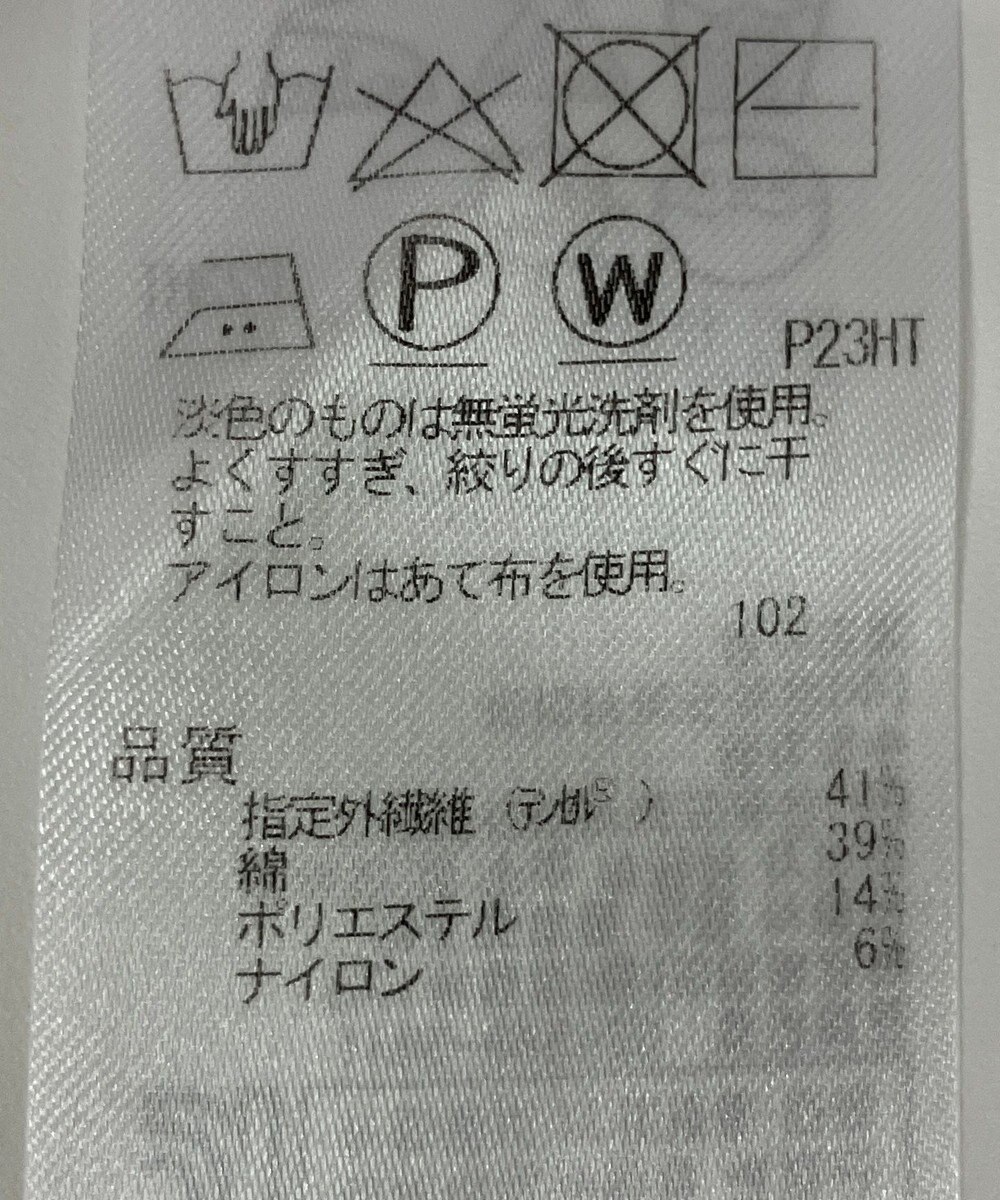 P W
P23HT
淡色のものは無蛍光洗剤を使用。
よくすすぎ、絞りの後すぐに干
すこと。
アイロンはあて布を使用。
102
品質
指定外繊維 (テンセル) 41%
綿 39%
ポリエステル 14%
ナイロン 6%